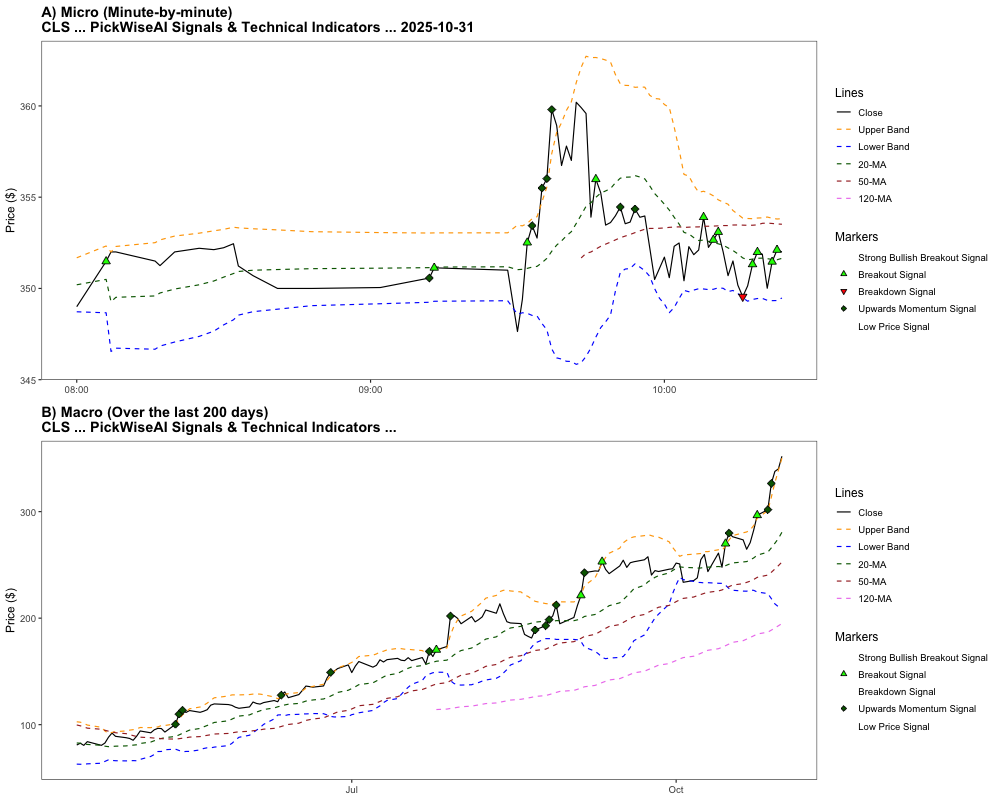 A) Micro (Minute-by-minute)
CLS ... PickWiseAI Signals & Technical Indicators ... 2025-10-31
Price ($)
360
355
350
345
08:00
09:00
10:00
Lines
Close
Upper Band
Lower Band
20-MA
50-MA
120-MA
Markers
Strong Bullish Breakout Signal
Breakout Signal
Breakdown Signal
Upwards Momentum Signal
Low Price Signal
B) Macro (Over the last 200 days)
CLS ... PickWiseAI Signals & Technical Indicators ...
Price ($)
300
200
100
Jul
Oct
Lines
Close
Upper Band
Lower Band
20-MA
50-MA
120-MA
Markers
Strong Bullish Breakout Signal
Breakout Signal
Breakdown Signal
Upwards Momentum Signal
Low Price Signal